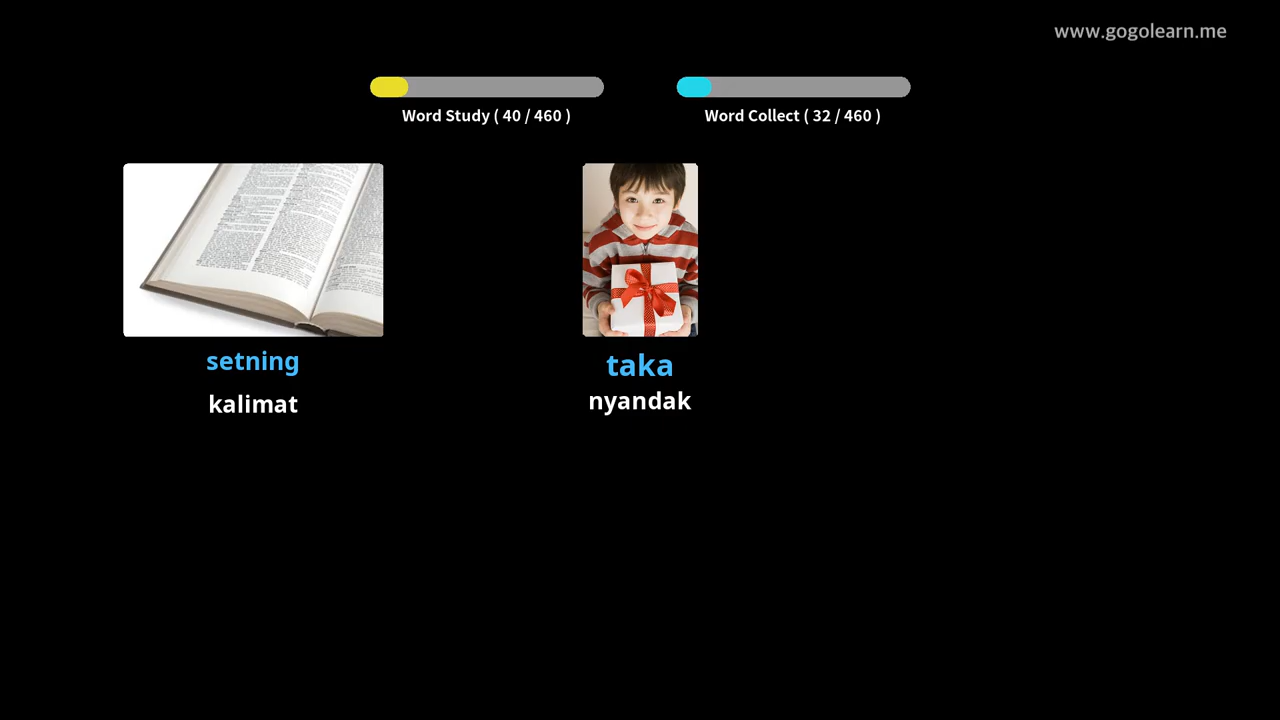 www.gogolearn.me
Word Study ( 40 / 460 )
Word Collect ( 32 / 460 )
setning
kalimat
taka
nyandak